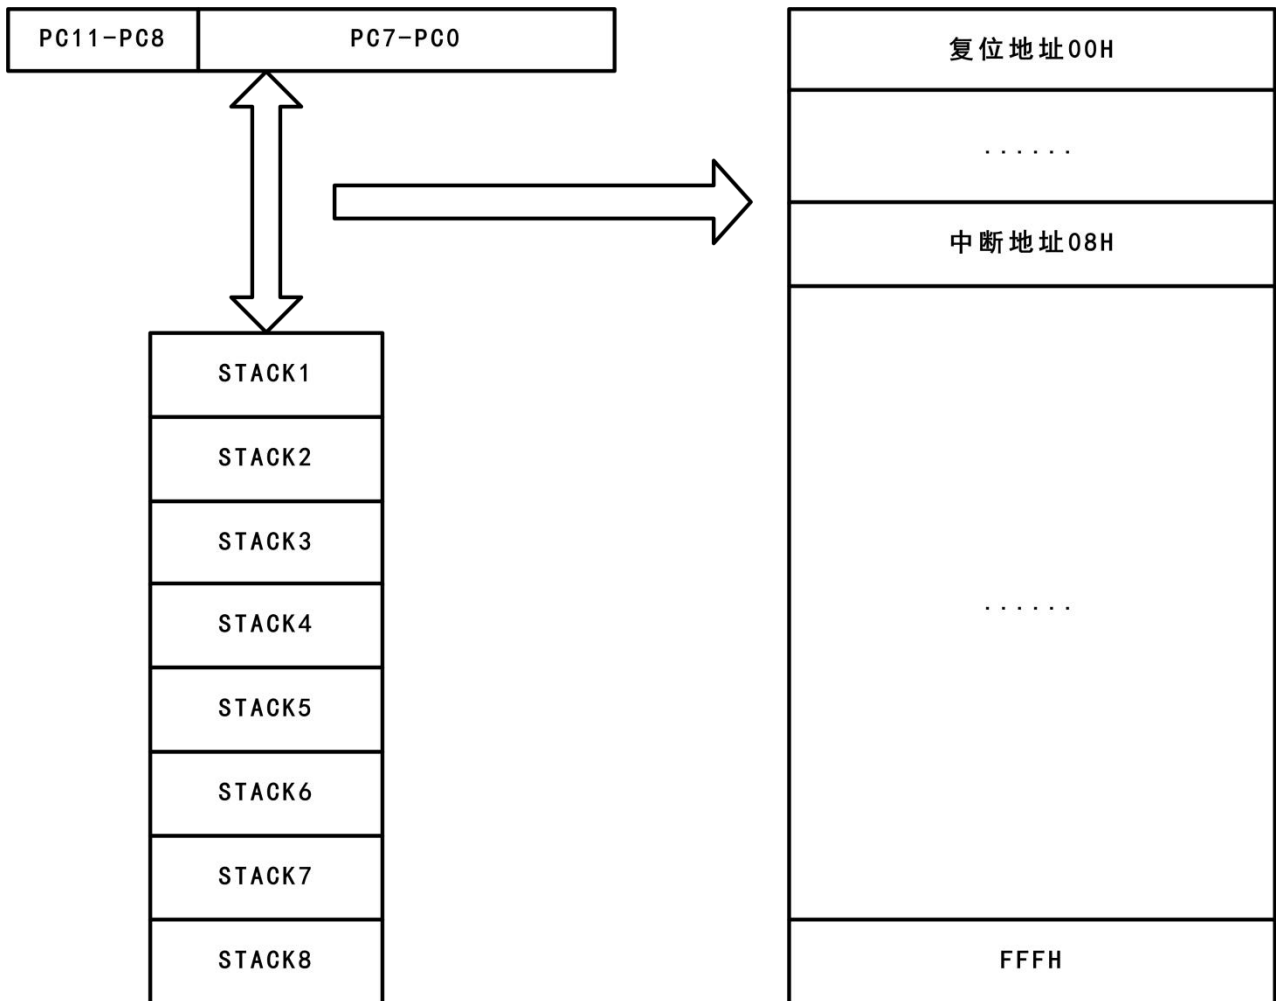 PC11-PC8
PC7-PC0
STACK1
STACK2
STACK3
STACK4
STACK5
STACK6
STACK7
STACK8
复位地址00H
......
中断地址08H
......
FFFH